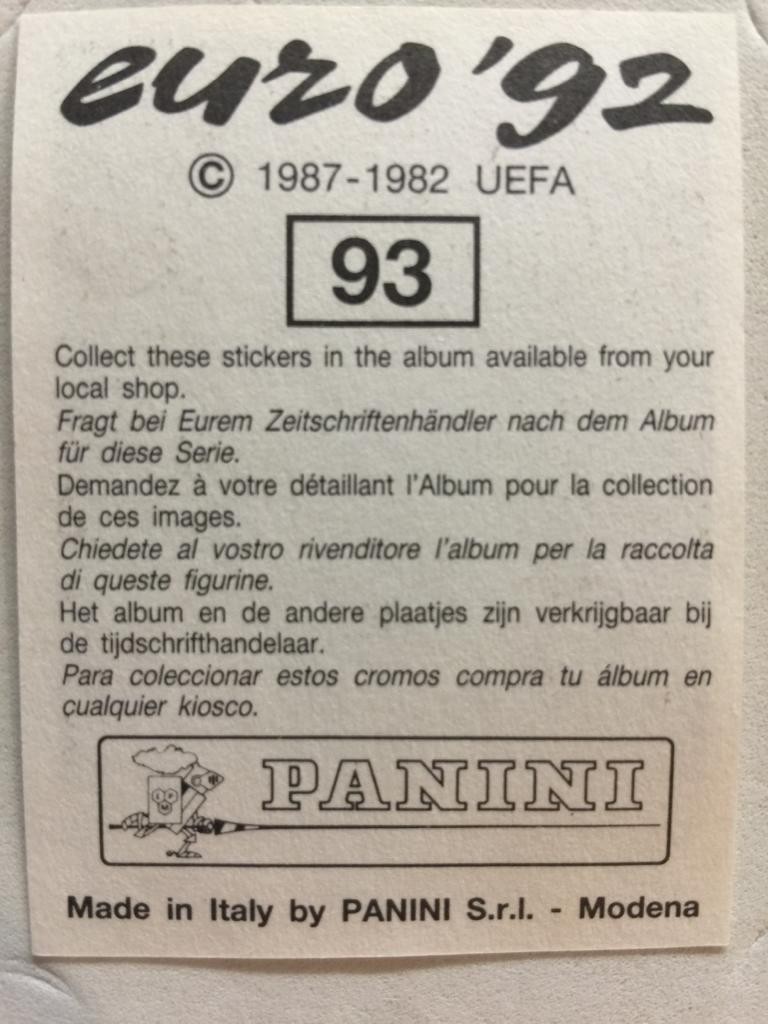 euro '92
© 1987-1982 UEFA
93
Collect these stickers in the album available from your
local shop.
Fragt bei Eurem Zeitschriftenhändler nach dem Album
für diese Serie.
Demandez à votre détaillant l'Album pour la collection
de ces images.
Chiedete al vostro rivenditore l'album per la raccolta
di queste figurine.
Het album en de andere plaatjes zijn verkrijgbaar bij
de tijdschrifthandelaar.
Para coleccionar estos cromos compra tu álbum en
cualquier kiosco.
PANINI
Made in Italy by PANINI S.r.l. - Modena